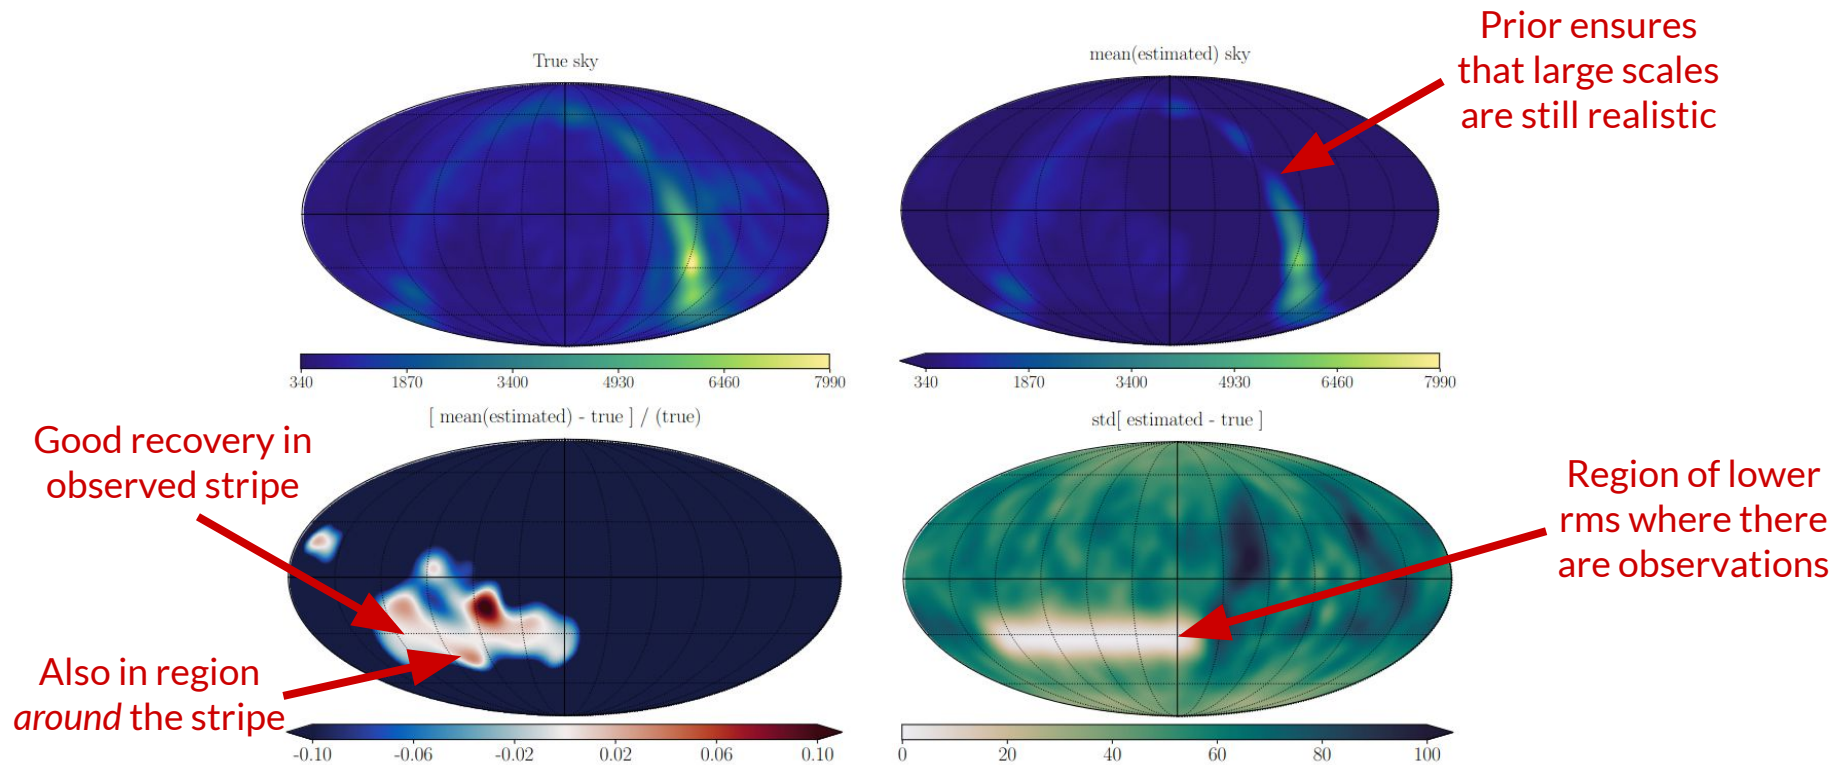 Prior ensures
that large scales
are still realistic
True sky
mean(estimated) sky
340 1870 3400 4930 6460 7990
340 1870 3400 4930 6460 7990
[ mean(estimated) - true ] / (true)
std[ estimated - true ]
Good recovery in
observed stripe
Also in region
around the stripe
Region of lower
rms where there
are observations
-0.10 -0.06 -0.02 0.02 0.06 0.10
0 20 40 60 80 100